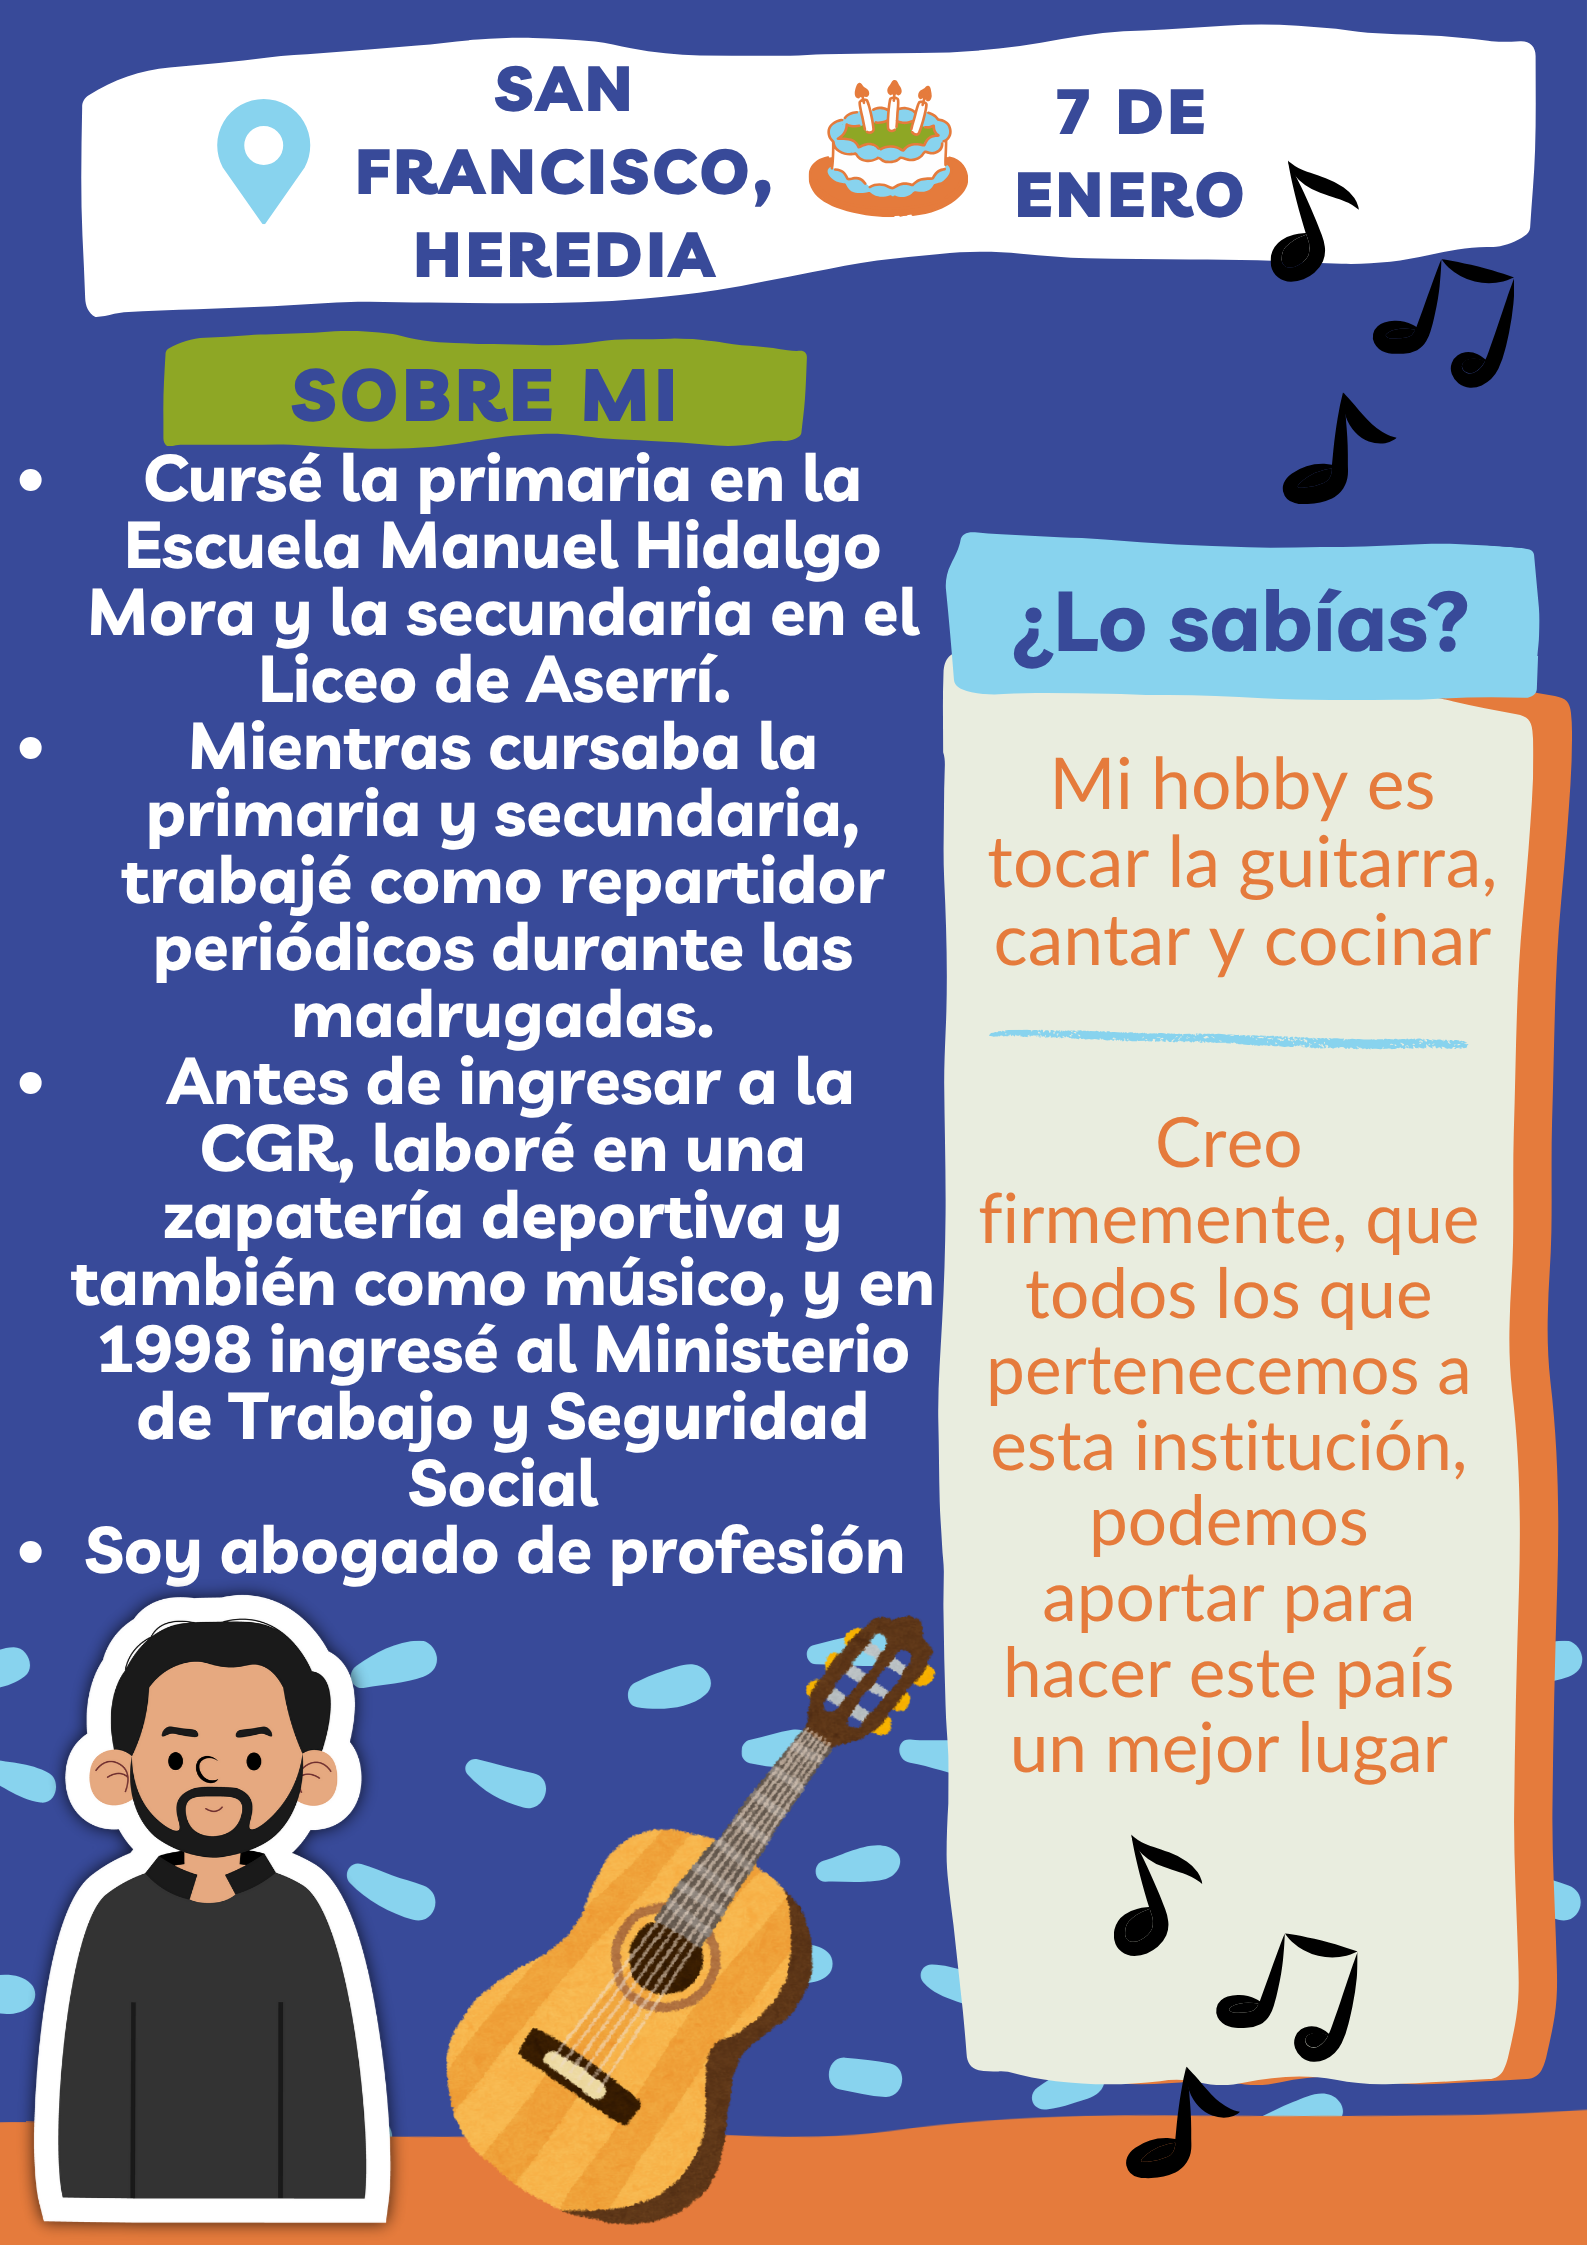 SAN
FRANCISCO,
HEREDIA
7 DE
ENERO
SOBRE MI
• Cursé la primaria en la
Escuela Manuel Hidalgo
Mora y la secundaria en el
Liceo de Aserrí.
• Mientras cursaba la
primaria y secundaria,
trabajé como repartidor
periódicos durante las
madrugadas.
• Antes de ingresar a la
CGR, laboré en una
zapatería deportiva y
también como músico, y en
1998 ingresé al Ministerio
de Trabajo y Seguridad
Social
• Soy abogado de profesión
¿Lo sabías?
Mi hobby es
tocar la guitarra,
cantar y cocinar
Creo
firmemente, que
todos los que
pertenecemos a
esta institución,
podemos
aportar para
hacer este país
un mejor lugar